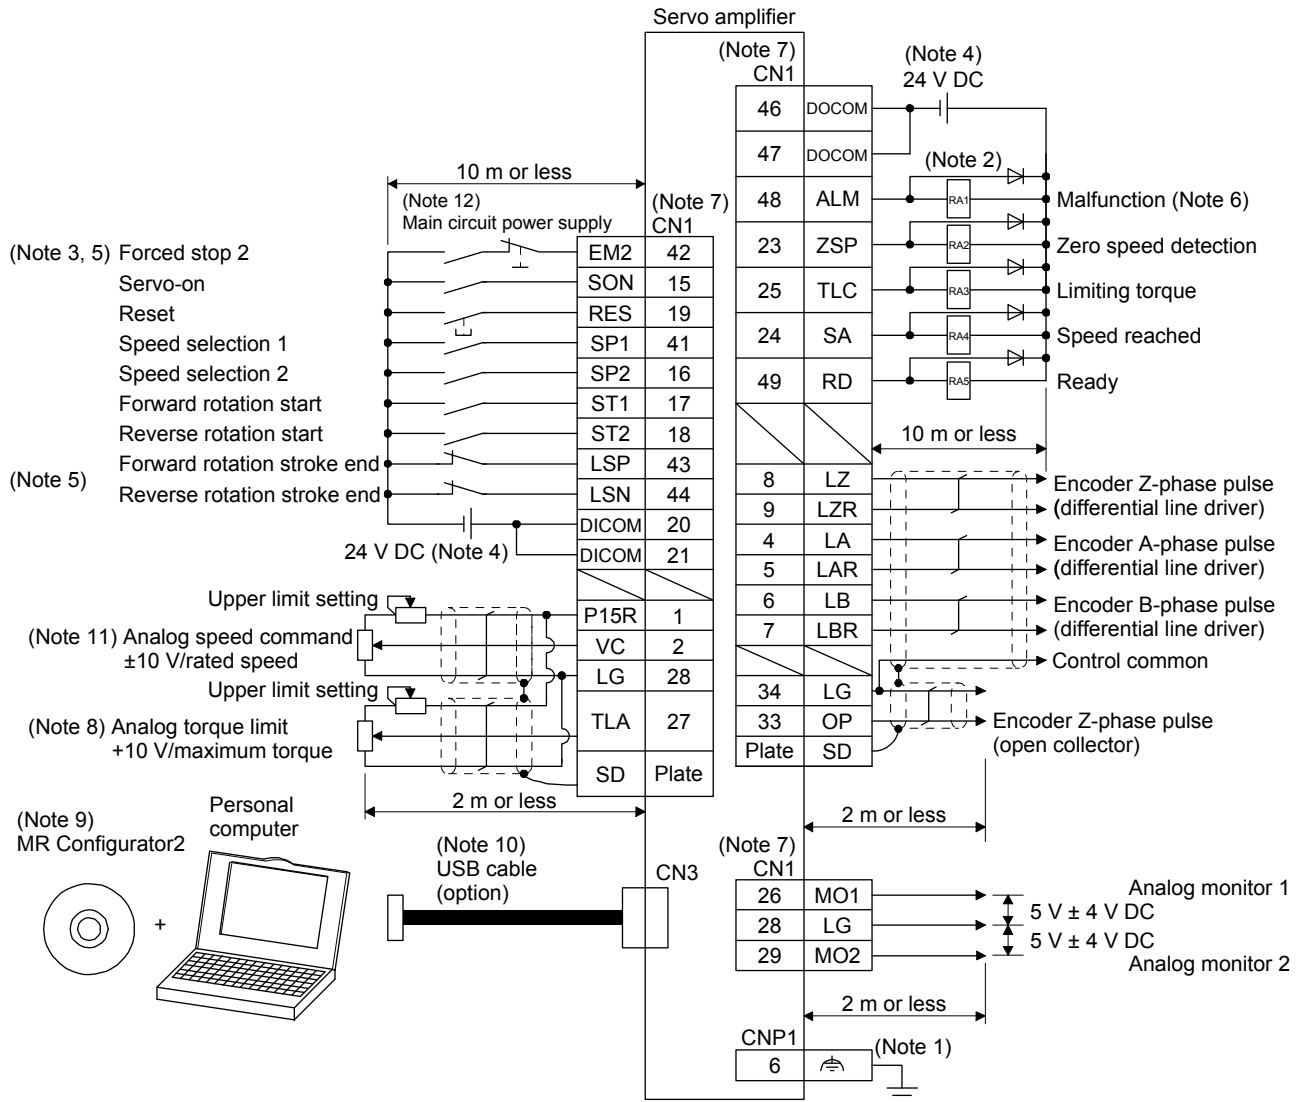 Servo amplifier
(Note 7)
CN1
(Note 4)
24 V DC
46 DOCOM
47 DOCOM
(Note 2)
48 ALM RA1 Malfunction (Note 6)
23 ZSP RA2 Zero speed detection
25 TLC RA3 Limiting torque
24 SA RA4 Speed reached
49 RD RA5 Ready
10 m or less
10 m or less
(Note 12)
Main circuit power supply
(Note 7)
CN1
(Note 3, 5) Forced stop 2 EM2 42
Servo-on SON 15
Reset RES 19
Speed selection 1 SP1 41
Speed selection 2 SP2 16
Forward rotation start ST1 17
Reverse rotation start ST2 18
Forward rotation stroke end LSP 43
(Note 5)
Reverse rotation stroke end LSN 44
DICOM 20
24 V DC (Note 4) DICOM 21
8 LZ Encoder Z-phase pulse
9 LZR (differential line driver)
4 LA Encoder A-phase pulse
5 LAR (differential line driver)
6 LB Encoder B-phase pulse
7 LBR (differential line driver)
Control common
34 LG
33 OP Encoder Z-phase pulse
(open collector)
Plate SD
2 m or less
Upper limit setting P15R 1
(Note 11) Analog speed command VC 2
±10 V/rated speed LG 28
Upper limit setting
(Note 8) Analog torque limit TLA 27
+10 V/maximum torque
SD Plate
2 m or less
(Note 9)
MR Configurator2
Personal
computer
+
(Note 10)
USB cable
(option)
CN3
(Note 7)
CN1
26 MO1 Analog monitor 1
5 V ± 4 V DC
28 LG
5 V ± 4 V DC
29 MO2 Analog monitor 2
2 m or less
CNP1
6 (Note 1)